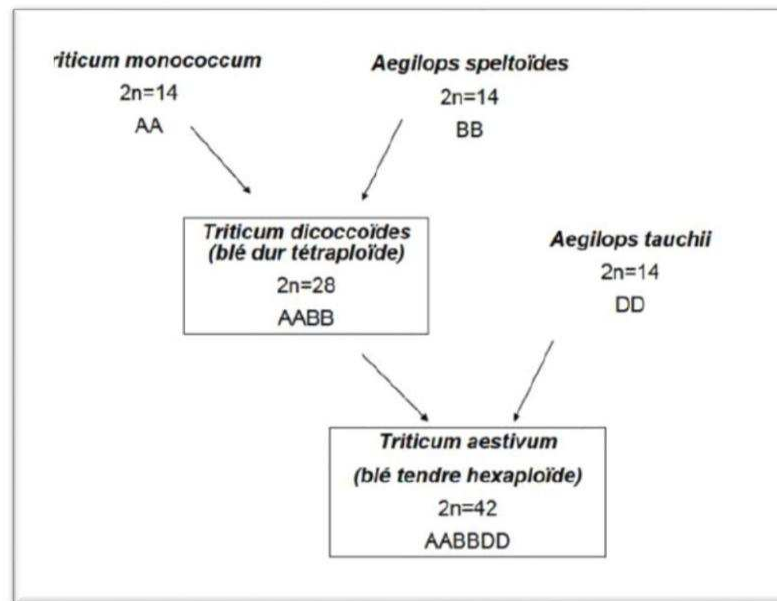 riticum monococcum
2n=14
AA
Aegilops speltoïdes
2n=14
BB
Triticum dicoccoïdes
(blé dur tétraploïde)
2n=28
AABB
Aegilops tauchii
2n=14
DD
Triticum aestivum
(blé tendre hexaploïde)
2n=42
AABBDD